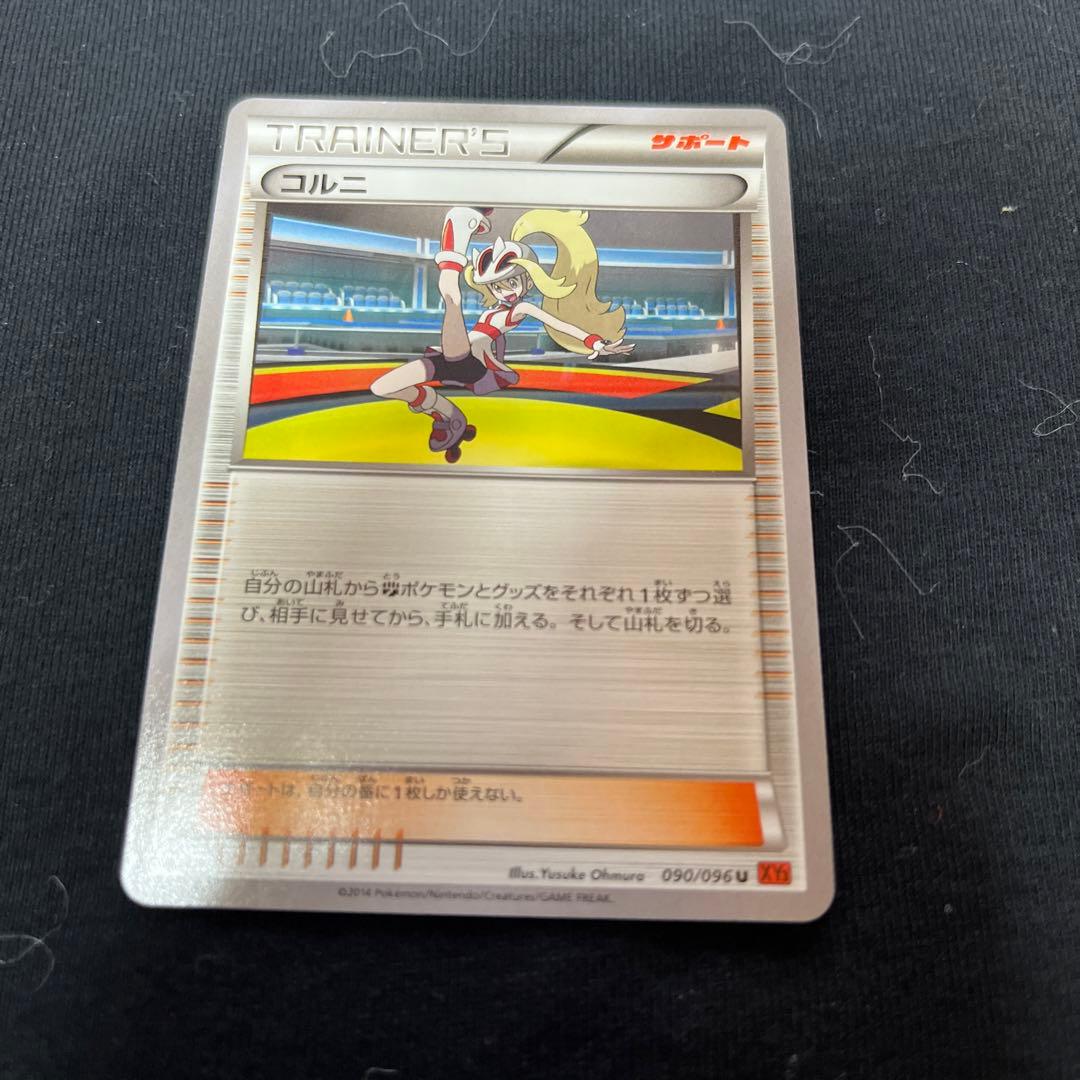 TRAINER'S サポート
コルニ
自分の山札から闘ポケモンとグッズをそれぞれ1枚ずつ選
び、相手に見せてから、手札に加える。そして山札を切る。
サポートは、自分の番に1枚しか使えない。
Illus. Yusuke Ohmura 090/096 U XY3
©2014 Pokémon/Nintendo/Creatures/GAME FREAK.